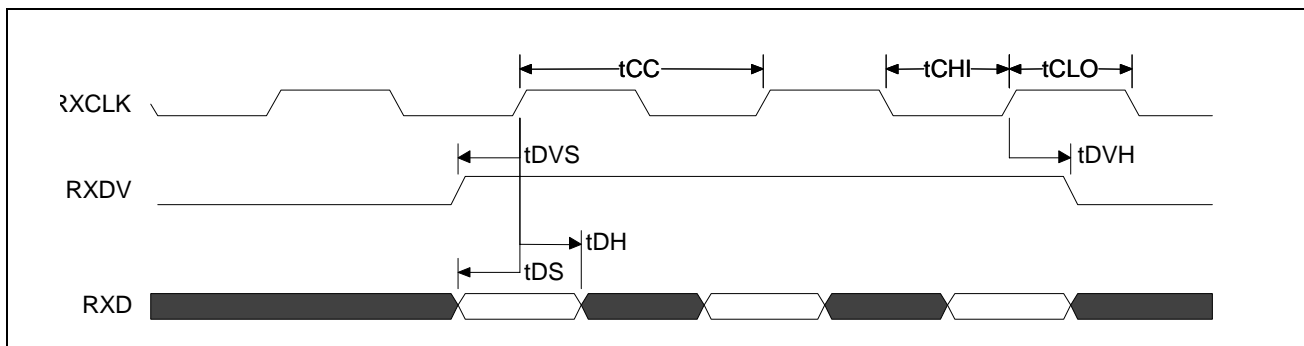 tCC
tCHI
tCLO
RXCLK
tDVS
tDVH
RXDV
tDH
tDS
RXD